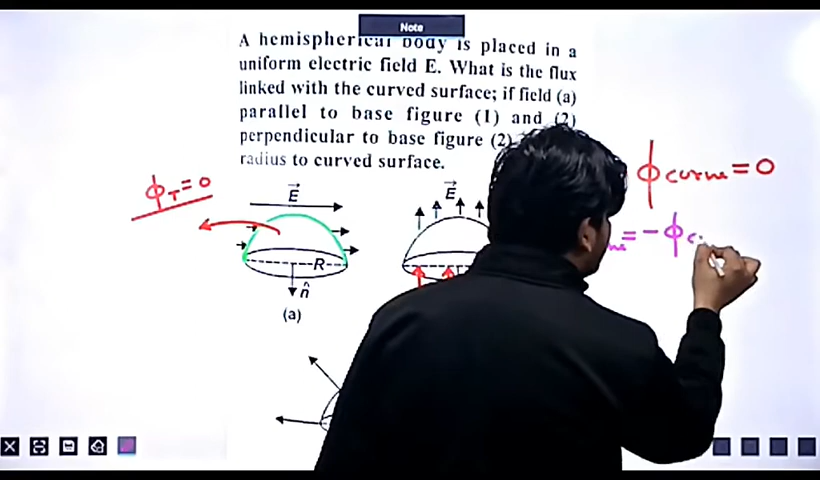 Note
A hemispherical body is placed in a
uniform electric field E. What is the flux
linked with the curved surface; if field (a)
parallel to base figure (1) and (2)
perpendicular to base figure (2)
radius to curved surface.
ϕT = 0
E
E
ϕcurve = 0
= -ϕc
R
n̂
(a)